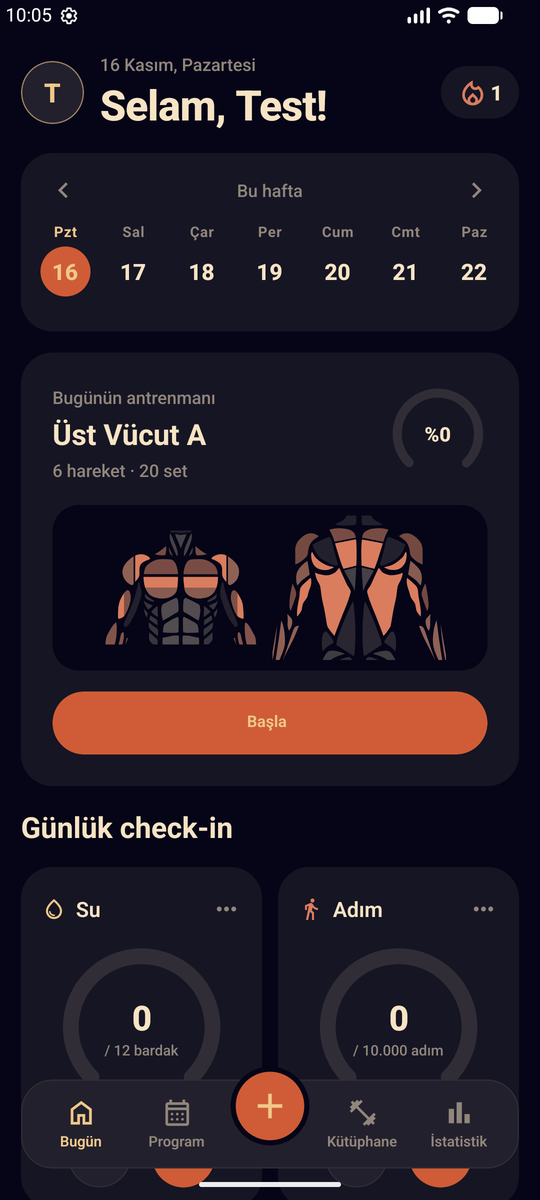 10:05
16 Kasım, Pazartesi
T
Selam, Test!
1
Bu hafta
Pzt Sal Çar Per Cum Cmt Paz
16 17 18 19 20 21 22
Bugünün antrenmanı
Üst Vücut A
%0
6 hareket · 20 set
Başla
Günlük check-in
Su
Adım
0
/ 12 bardak
0
/ 10.000 adım
Bugün Program Kütüphane İstatistik